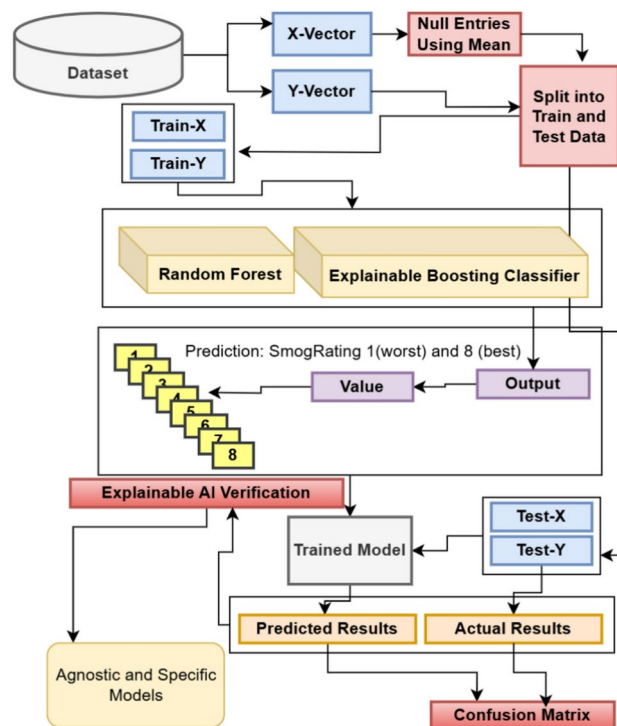 Dataset
X-Vector
Null Entries
Using Mean
Y-Vector
Split into
Train and
Test Data
Train-X
Train-Y
Random Forest
Explainable Boosting Classifier
Prediction: SmogRating 1(worst) and 8 (best)
1
2
3
4
5
6
7
8
Value
Output
Explainable AI Verification
Trained Model
Test-X
Test-Y
Predicted Results
Actual Results
Agnostic and Specific
Models
Confusion Matrix